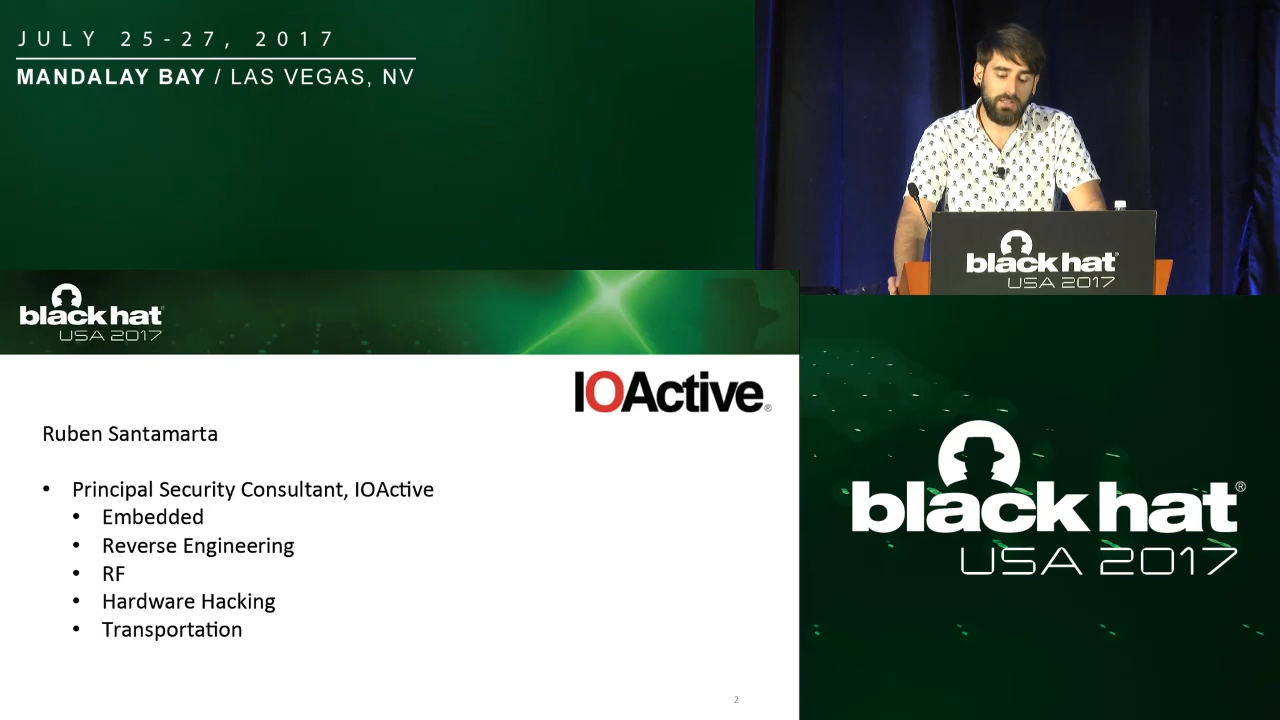 JULY 25-27, 2017
MANDALAY BAY / LAS VEGAS, NV
black hat
USA 2017
black hat®
USA 2017
IOActive®
Ruben Santamarta
• Principal Security Consultant, IOActive
• Embedded
• Reverse Engineering
• RF
• Hardware Hacking
• Transportation
2
black hat®
USA 2017